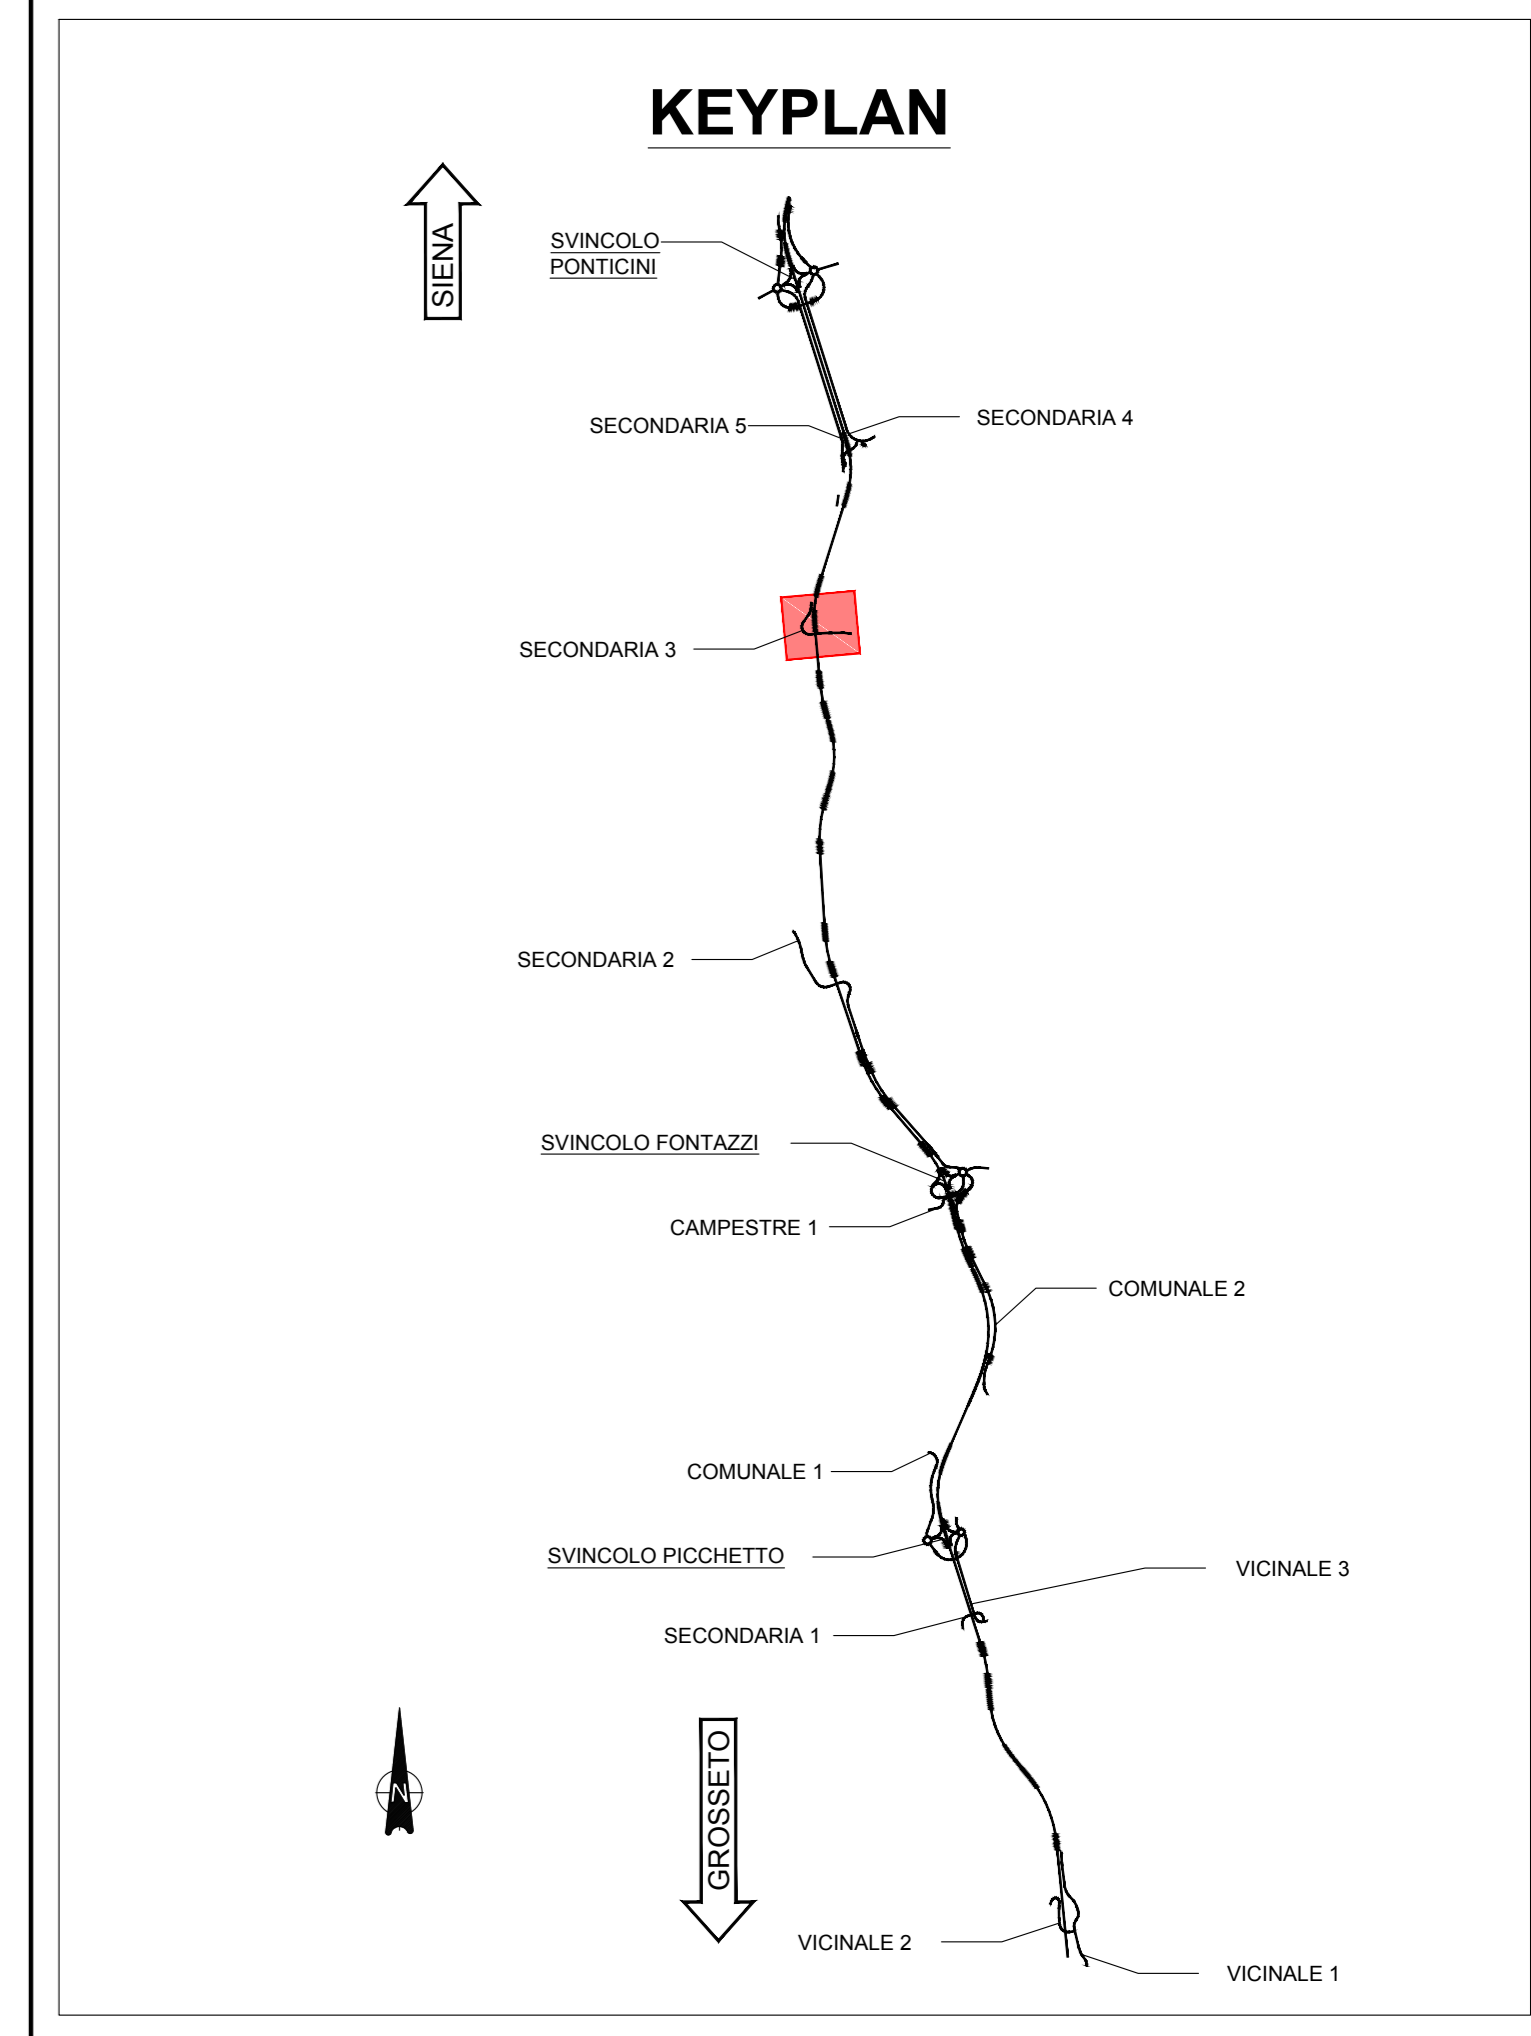 KEYPLAN
SIENA
SVINCOLO
PONTICINI
SECONDARIA 5
SECONDARIA 4
SECONDARIA 3
SECONDARIA 2
SVINCOLO FONTAZZI
CAMPESTRE 1
COMUNALE 2
COMUNALE 1
SVINCOLO PICCHETTO
VICINALE 3
SECONDARIA 1
N
GROSSETO
VICINALE 2
VICINALE 1